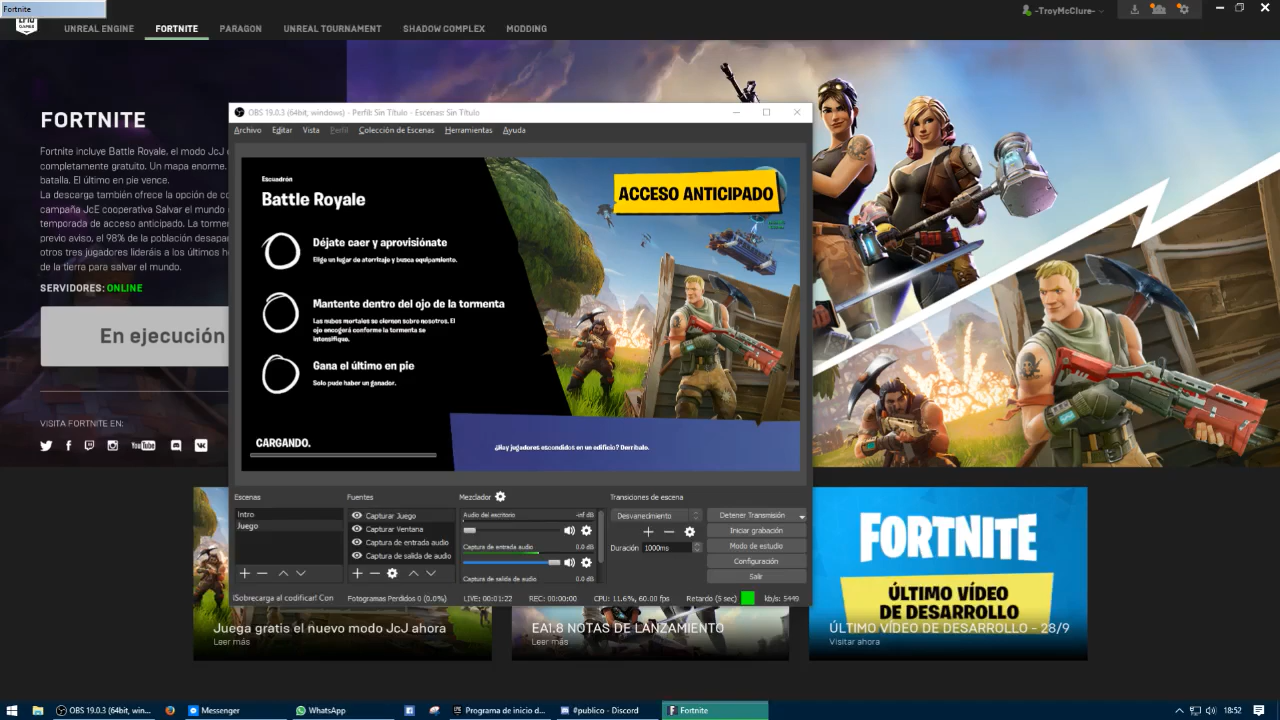 Fortnite
EPIC GAMES
UNREAL ENGINE
FORTNITE
PARAGON
UNREAL TOURNAMENT
SHADOW COMPLEX
MODDING
-TroyMcClure-
FORTNITE
Fortnite incluye Battle Royale, el modo JcJ
completamente gratuito. Un mapa enorme.
batalla. El último en pie vence.
La descarga también ofrece la opción de
campaña JcE cooperativa Salvar el mundo
temporada de acceso anticipado. La
previo aviso, el 98% de la población
otros tres jugadores lideráis a los últimos
de la tierra para salvar el mundo.
SERVIDORES: ONLINE
En ejecución
VISITA FORTNITE EN:
You Tube
OBS 19.0.3 (64bit, windows) - Perfil: Sin Título - Escenas: Sin Título
Archivo
Editar
Vista
Perfil
Colección de Escenas
Herramientas
Ayuda
Escuadrón
Battle Royale
ACCESO ANTICIPADO
Déjate caer y aprovisiónate
Elige un lugar de aterrizaje y busca equipamiento.
Mantente dentro del ojo de la tormenta
Las nubes mortales se ciernen sobre nosotros. El
ojo encogerá conforme la tormenta se
intensifique.
Gana el último en pie
Solo puede haber un ganador.
CARGANDO.
¿Hay jugadores escondidos en un edificio? Derríbalo.
Escenas
Intro
Juego
Fuentes
Capturar Juego
Capturar Ventana
Captura de entrada audio
Captura de salida de audio
Mezclador
Audio del escritorio
-inf dB
Captura de entrada audio
0.0 dB
Captura de salida de audio
0.0 dB
Transiciones de escena
Desvanecimiento
Duración
1000ms
Detener Transmisión
Iniciar grabación
Modo de estudio
Configuración
Salir
¡Sobrecarga al codificar! Con
Fotogramas Perdidos 0 (0.0%)
LIVE: 00:01:22
REC: 00:00:00
CPU: 11.6%, 60.00 fps
Retardo (5 sec)
kb/s: 5449
Juega gratis el nuevo modo JcJ ahora
Leer más
EA1.8 NOTAS DE LANZAMIENTO
Leer más
FORTNITE
ÚLTIMO VÍDEO
DE DESARROLLO
ÚLTIMO VÍDEO DE DESARROLLO - 28/9
Visitar ahora
OBS 19.0.3 (64bit, win...
Messenger
WhatsApp
Programa de inicio d...
#publico - Discord
Fortnite
18:52